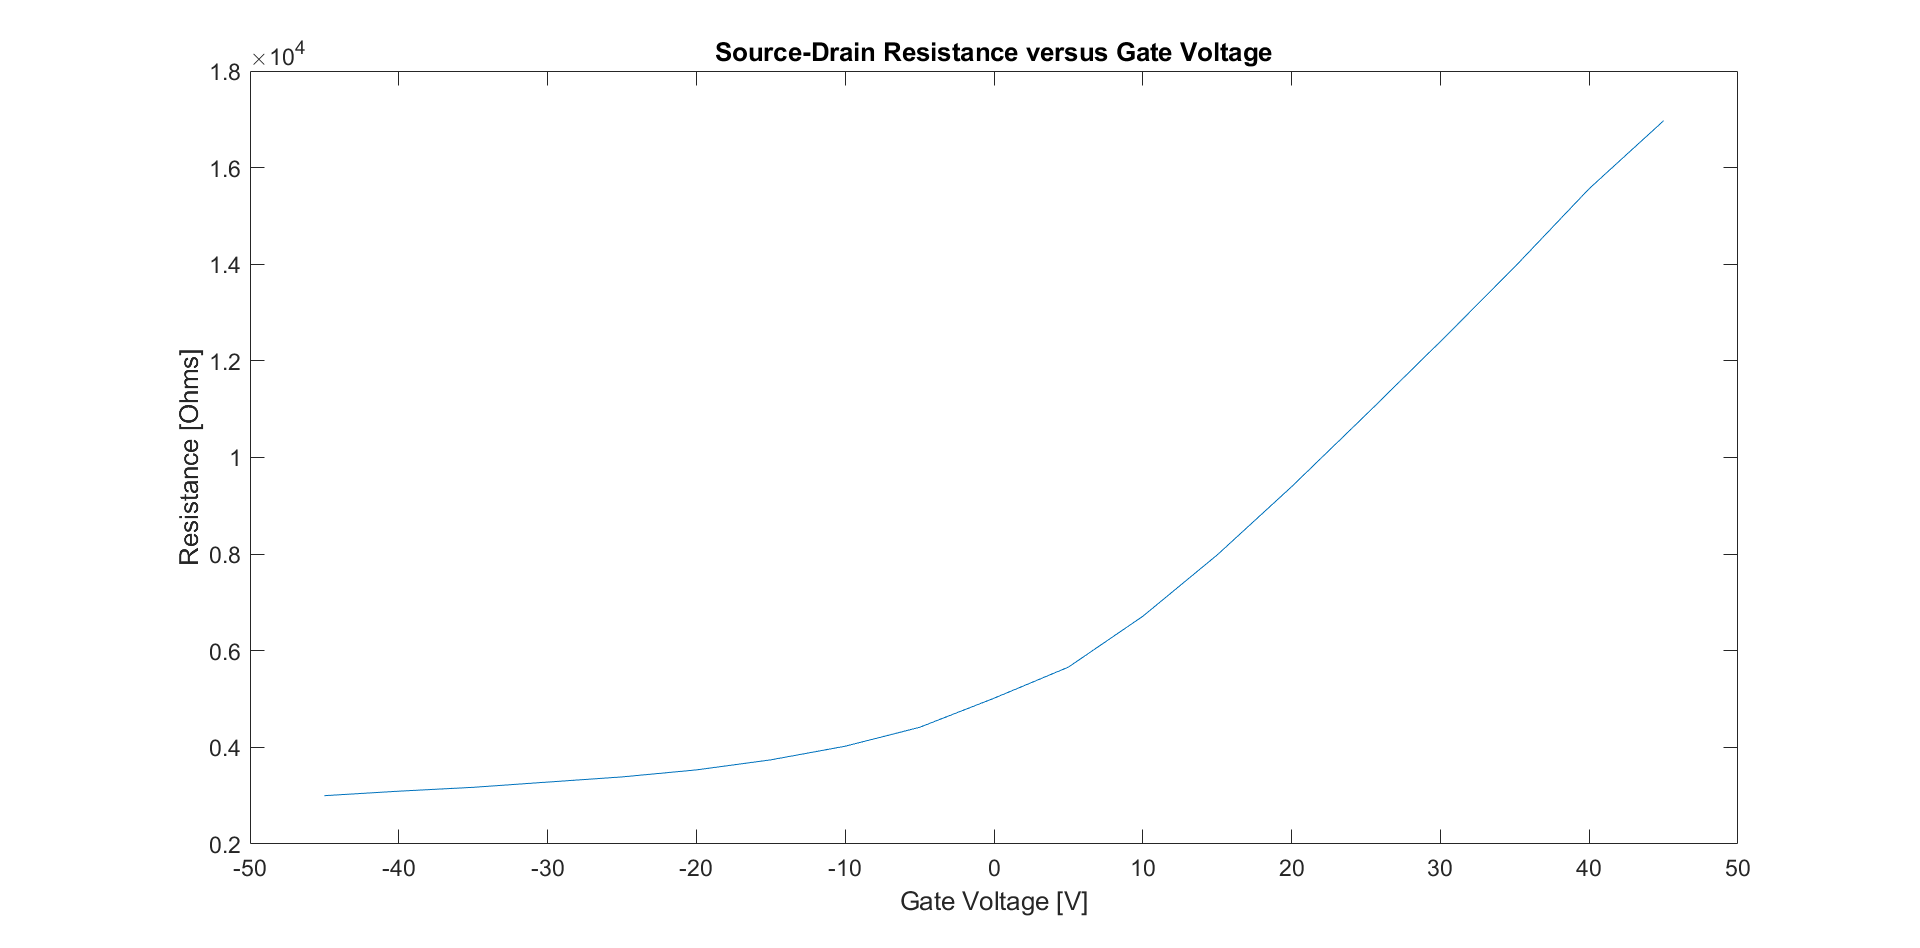 Source-Drain Resistance versus Gate Voltage
×10⁴
1.8
1.6
1.4
1.2
1
0.8
0.6
0.4
0.2
Resistance [Ohms]
-50 -40 -30 -20 -10 0 10 20 30 40 50
Gate Voltage [V]